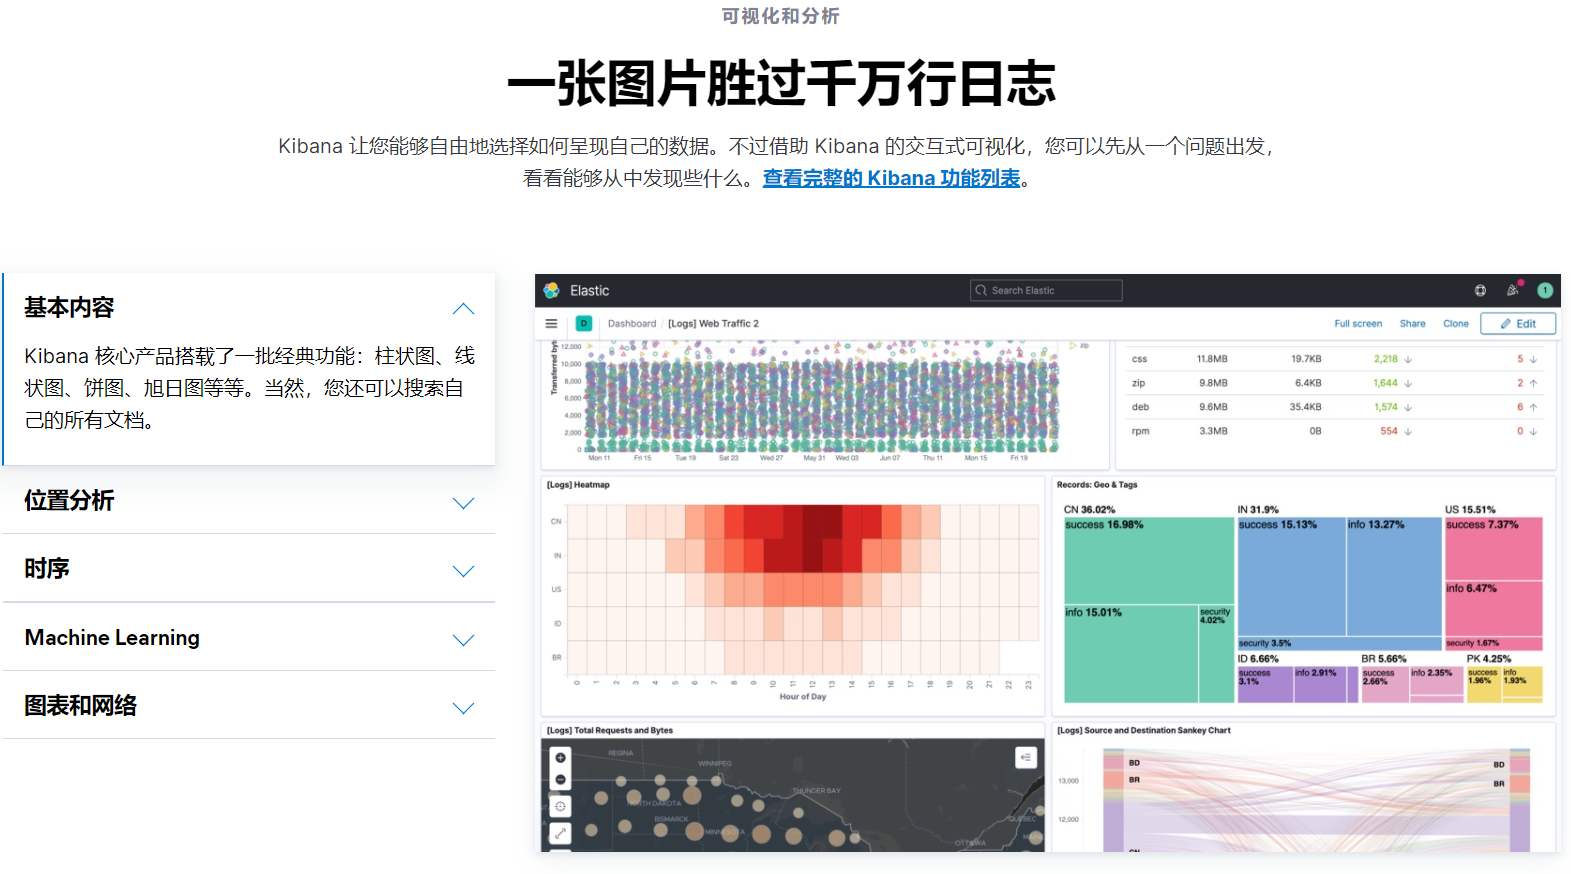 可视化和分析
一张图片胜过千万行日志
Kibana 让您能够自由地选择如何呈现自己的数据。不过借助 Kibana 的交互式可视化，您可以先从一个问题出发，
看看能够从中发现些什么。查看完整的 Kibana 功能列表。
基本内容
Kibana 核心产品搭载了一批经典功能：柱状图、线
状图、饼图、旭日图等等。当然，您还可以搜索自
己的所有文档。
位置分析
时序
Machine Learning
图表和网络
Elastic
Search Elastic
1
D Dashboard / [Logs] Web Traffic 2
Full screen Share Clone Edit
Transferred byt
12,000
10,000
8,000
6,000
4,000
2,000
0
Mon 11 Fri 15 Tue 19 Sat 23 Wed 27 May 31 Wed 03 Jun 07 Thu 11 Mon 15 Fri 19
zip
css 11.8MB 19.7KB 2,218 ↓ 5 ↓
zip 9.8MB 6.4KB 1,644 ↓ 2 ↑
deb 9.6MB 35.4KB 1,574 ↓ 6 ↑
rpm 3.3MB 0B 554 ↓ 0 ↓
[Logs] Heatmap
CN
IN
US
ID
BR
0 1 2 3 4 5 6 7 8 9 10 11 12 13 14 15 16 17 18 19 20 21 22 23
Hour of Day
Records: Geo & Tags
CN 36.02% IN 31.9% US 15.51%
success 16.98% success 15.13% info 13.27% success 7.37%
info 6.47%
info 15.01% security
4.02%
security 3.5% security 1.67%
ID 6.66% BR 5.66% PK 4.25%
success
3.1%
info 2.91%
success
2.66%
info 2.35%
success
1.96%
info
1.93%
[Logs] Total Requests and Bytes
REGINA
WINNIPEG
THUNDER BAY
NORTH DAKOTA
BISMARCK
MINNESOTA
QUEBEC
OTTAWA
[Logs] Source and Destination Sankey Chart
13,000
12,000
BD
BR
CN
BD
BR